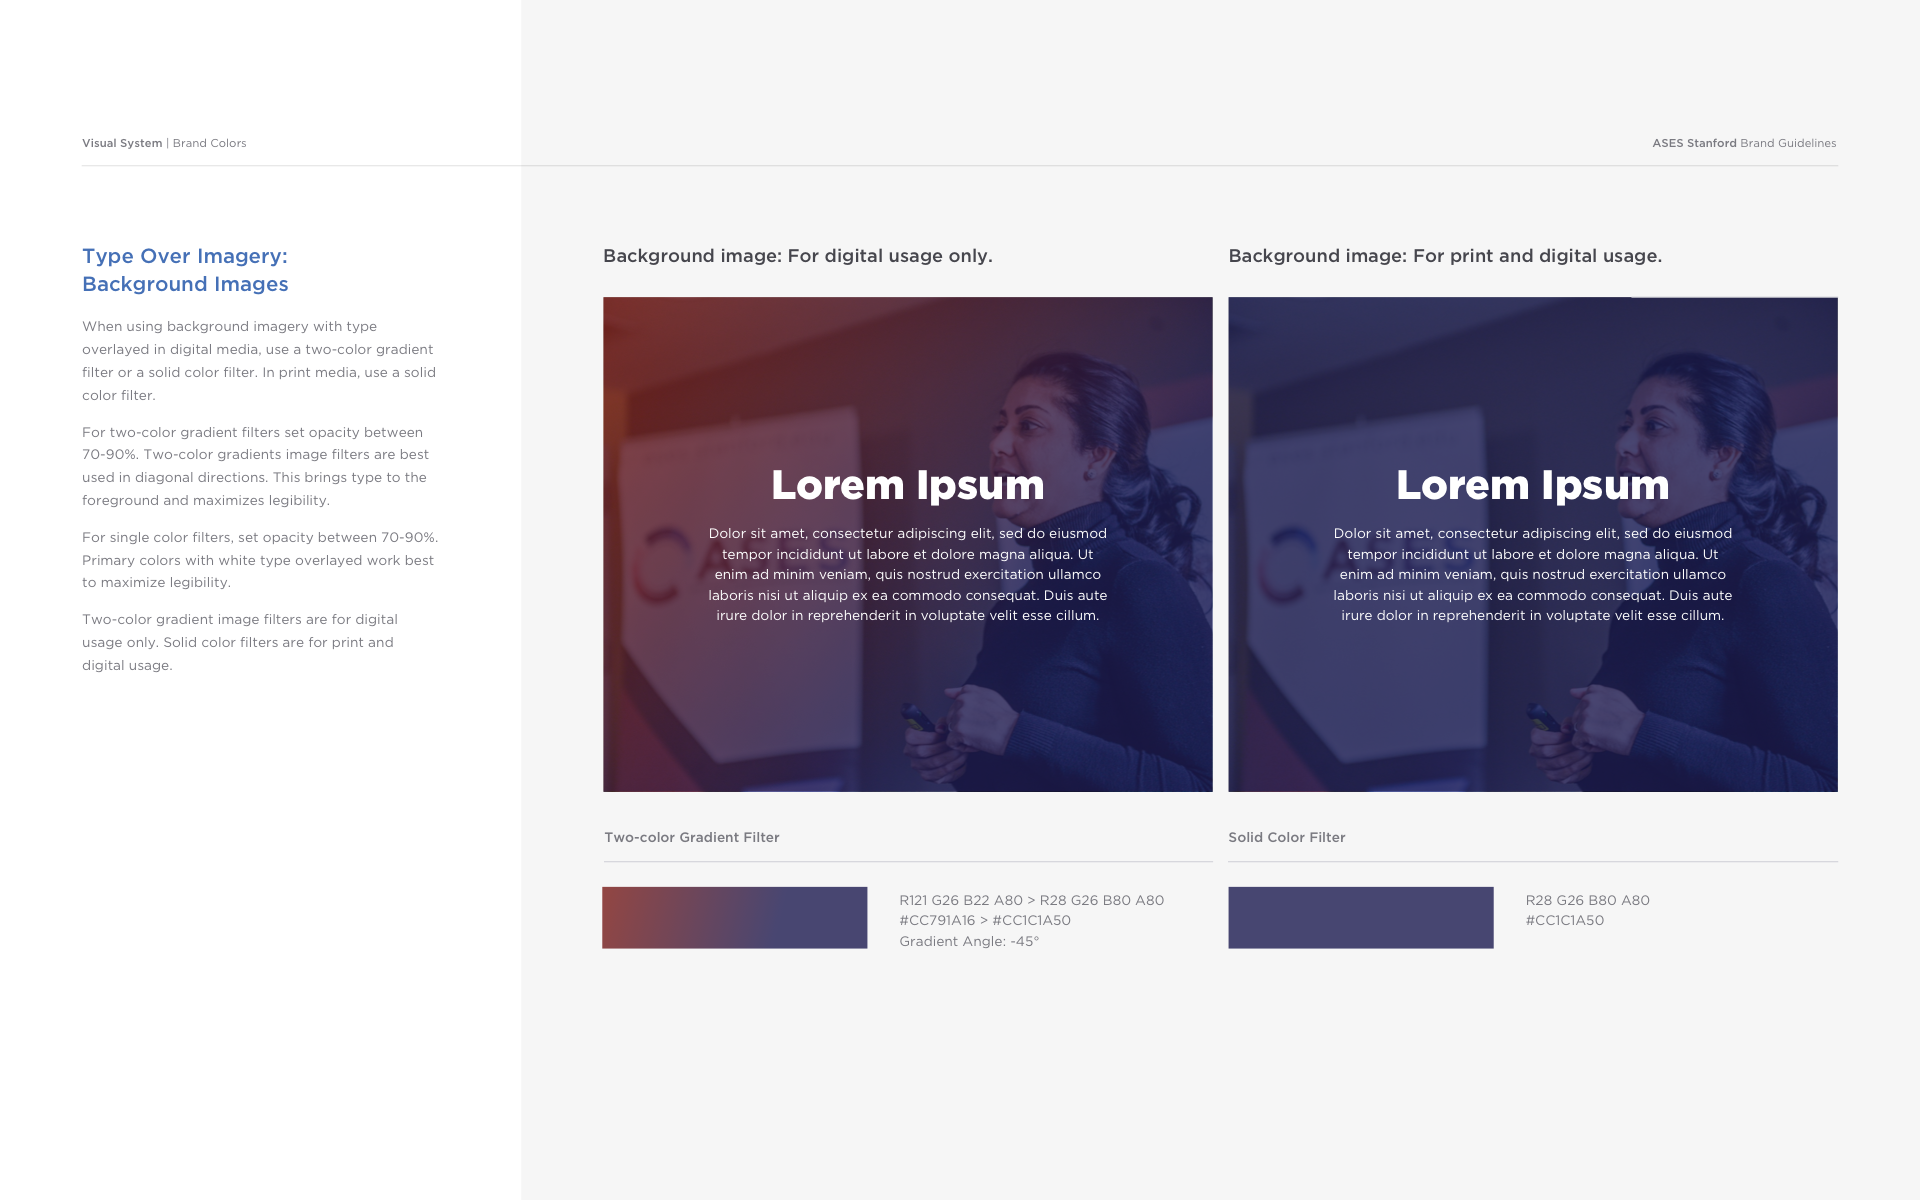 Visual System | Brand Colors
ASES Stanford Brand Guidelines
Type Over Imagery:
Background Images
When using background imagery with type
overlayed in digital media, use a two-color gradient
filter or a solid color filter. In print media, use a solid
color filter.
For two-color gradient filters set opacity between
70-90%. Two-color gradients image filters are best
used in diagonal directions. This brings type to the
foreground and maximizes legibility.
For single color filters, set opacity between 70-90%.
Primary colors with white type overlayed work best
to maximize legibility.
Two-color gradient image filters are for digital
usage only. Solid color filters are for print and
digital usage.
Background image: For digital usage only.
Lorem Ipsum
Dolor sit amet, consectetur adipiscing elit, sed do eiusmod
tempor incididunt ut labore et dolore magna aliqua. Ut
enim ad minim veniam, quis nostrud exercitation ullamco
laboris nisi ut aliquip ex ea commodo consequat. Duis aute
irure dolor in reprehenderit in voluptate velit esse cillum.
ASES
Two-color Gradient Filter
R121 G26 B22 A80 > R28 G26 B80 A80
#CC791A16 > #CC1C1A50
Gradient Angle: -45°
Background image: For print and digital usage.
Lorem Ipsum
Dolor sit amet, consectetur adipiscing elit, sed do eiusmod
tempor incididunt ut labore et dolore magna aliqua. Ut
enim ad minim veniam, quis nostrud exercitation ullamco
laboris nisi ut aliquip ex ea commodo consequat. Duis aute
irure dolor in reprehenderit in voluptate velit esse cillum.
Solid Color Filter
R28 G26 B80 A80
#CC1C1A50